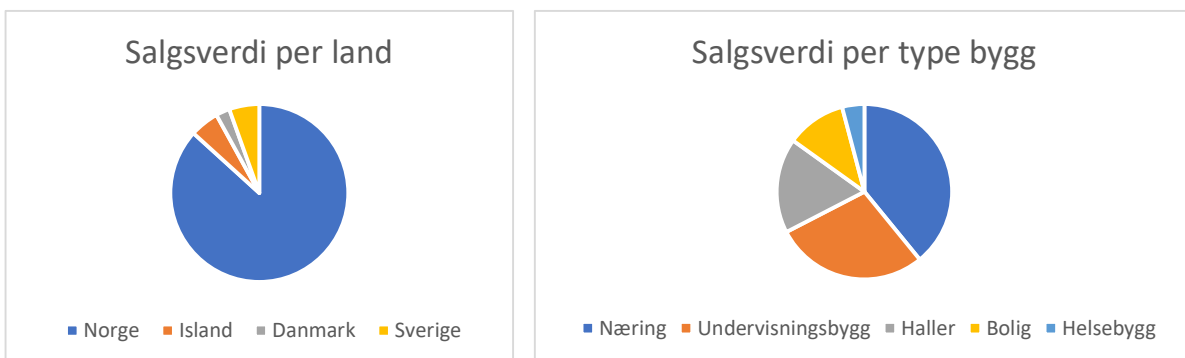 Salgsverdi per land
Norge Island Danmark Sverige
Salgsverdi per type bygg
Næring Undervisningsbygg Haller Bolig Helsebygg